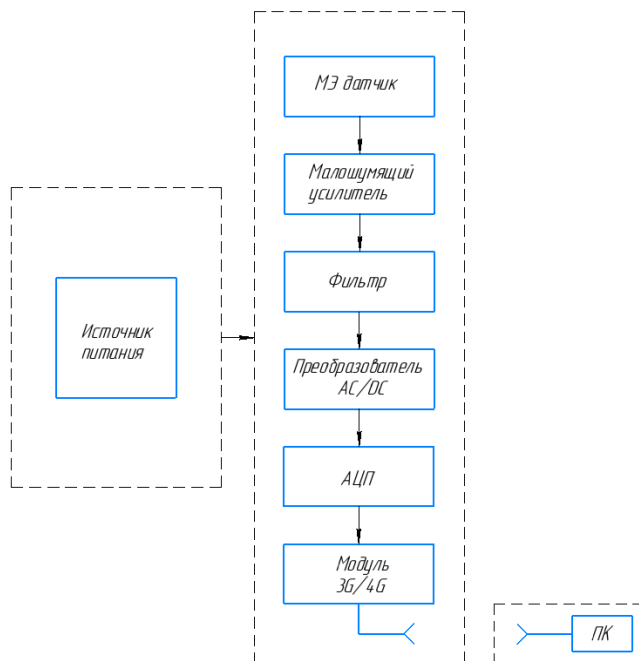 МЭ датчик
Малошумящий
усилитель
Фильтр
Источник
питания
Преобразователь
AC/DC
АЦП
Модуль
3G/4G
ПК